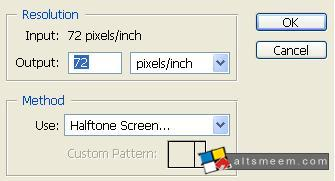 Resolution
Input: 72 pixels/inch
Output: 72 pixels/inch
OK
Cancel
Method
Use: Halftone Screen...
Custom Pattern:
altsmeem.com